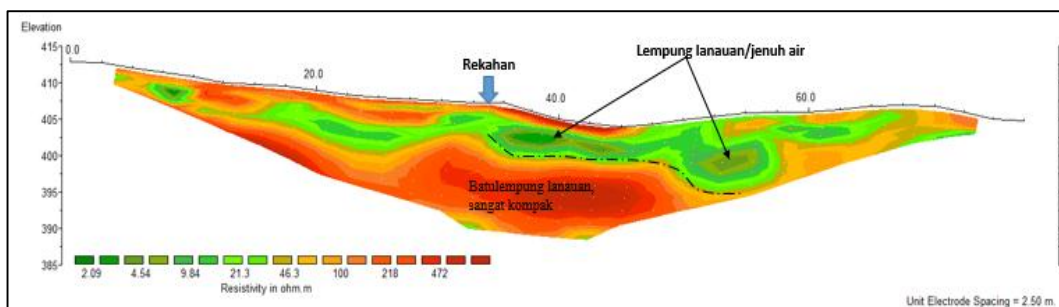 Elevation
415
410
405
400
395
390
385
0.0
20.0
40.0
60.0
Rekahan
Lempung lanauan/jenuh air
Batulempung lanauan,
sangat kompak
2.09 4.54 9.84 21.3 46.3 100 218 472
Resistivity in ohm.m
Unit Electrode Spacing = 2.50 m.